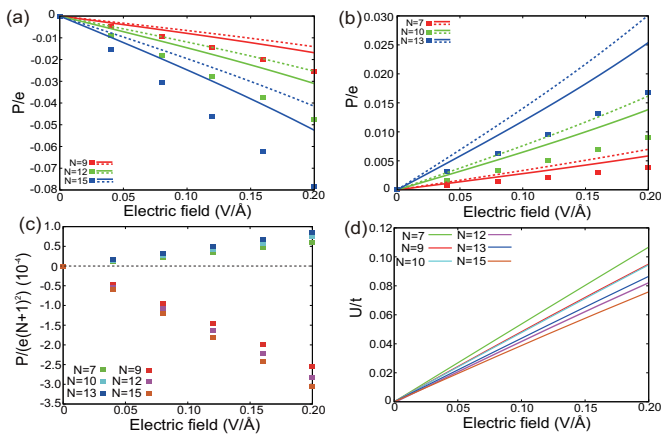 (a)
0
-0.01
-0.02
-0.03
-0.04
-0.05
-0.06
-0.07
-0.08
P/e
N=9
N=12
N=15
0.00 0.05 0.10 0.15 0.20
Electric field (V/Å)
(b)
0.030
0.025
0.020
0.015
0.010
0.005
0
P/e
N=7
N=10
N=13
0.00 0.05 0.10 0.15 0.20
Electric field (V/Å)
(c)
1.0
0.5
0
-0.5
-1.0
-1.5
-2.0
-2.5
-3.0
-3.5
P/(e(N+1)²) (10⁻⁴)
N=7 N=9
N=10 N=12
N=13 N=15
0.00 0.05 0.10 0.15 0.20
Electric field (V/Å)
(d)
0.12
0.10
0.08
0.06
0.04
0.02
0.00
U/t
N=7 N=12
N=9 N=13
N=10 N=15
0.00 0.05 0.10 0.15 0.20
Electric field (V/Å)